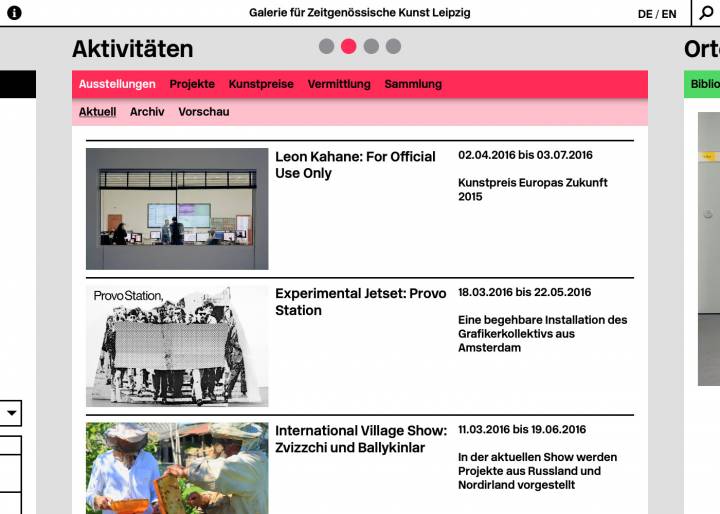 Galerie für Zeitgenössische Kunst Leipzig
DE / EN
Aktivitäten
Ausstellungen Projekte Kunstpreise Vermittlung Sammlung
Aktuell Archiv Vorschau
Leon Kahane: For Official
Use Only
02.04.2016 bis 03.07.2016
Kunstpreis Europas Zukunft
2015
Provo Station,
Experimental Jetset: Provo
Station
18.03.2016 bis 22.05.2016
Eine begehbare Installation des
Grafikerkollektivs aus
Amsterdam
International Village Show:
Zvizzchi und Ballykinlar
11.03.2016 bis 19.06.2016
In der aktuellen Show werden
Projekte aus Russland und
Nordirland vorgestellt
Ort
Biblio